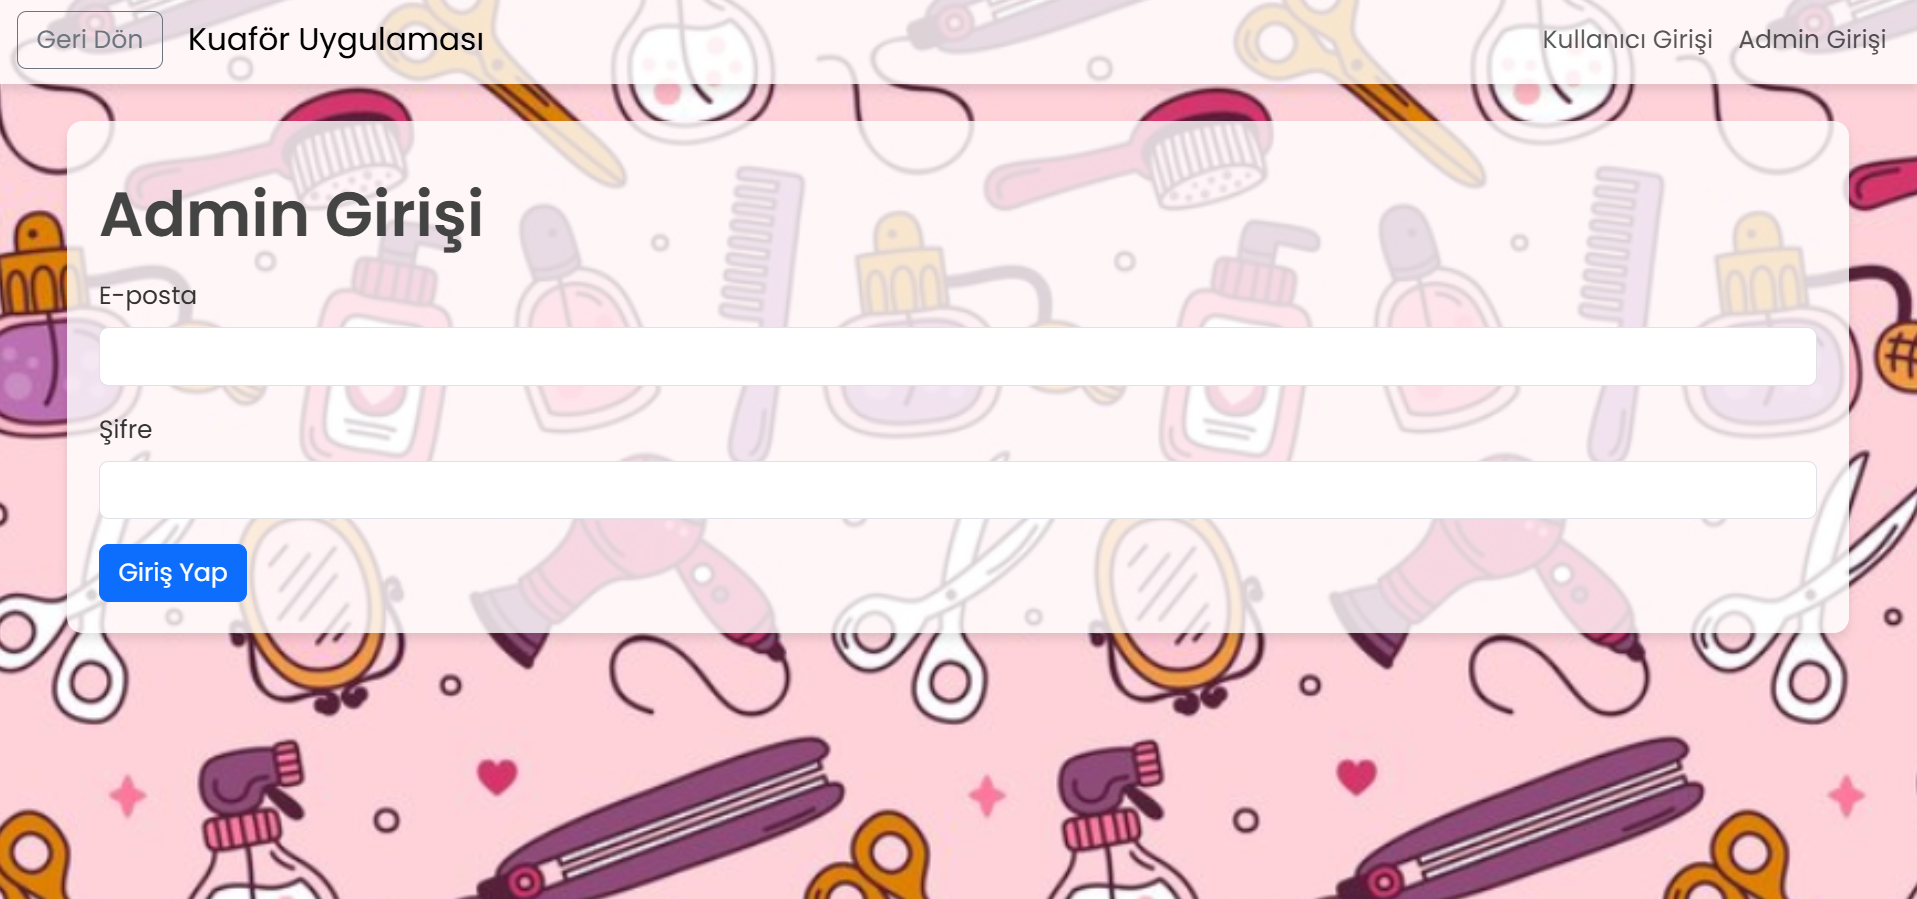 Geri Dön Kuaför Uygulaması Kullanıcı Girişi Admin Girişi
Admin Girişi
E-posta
Şifre
Giriş Yap